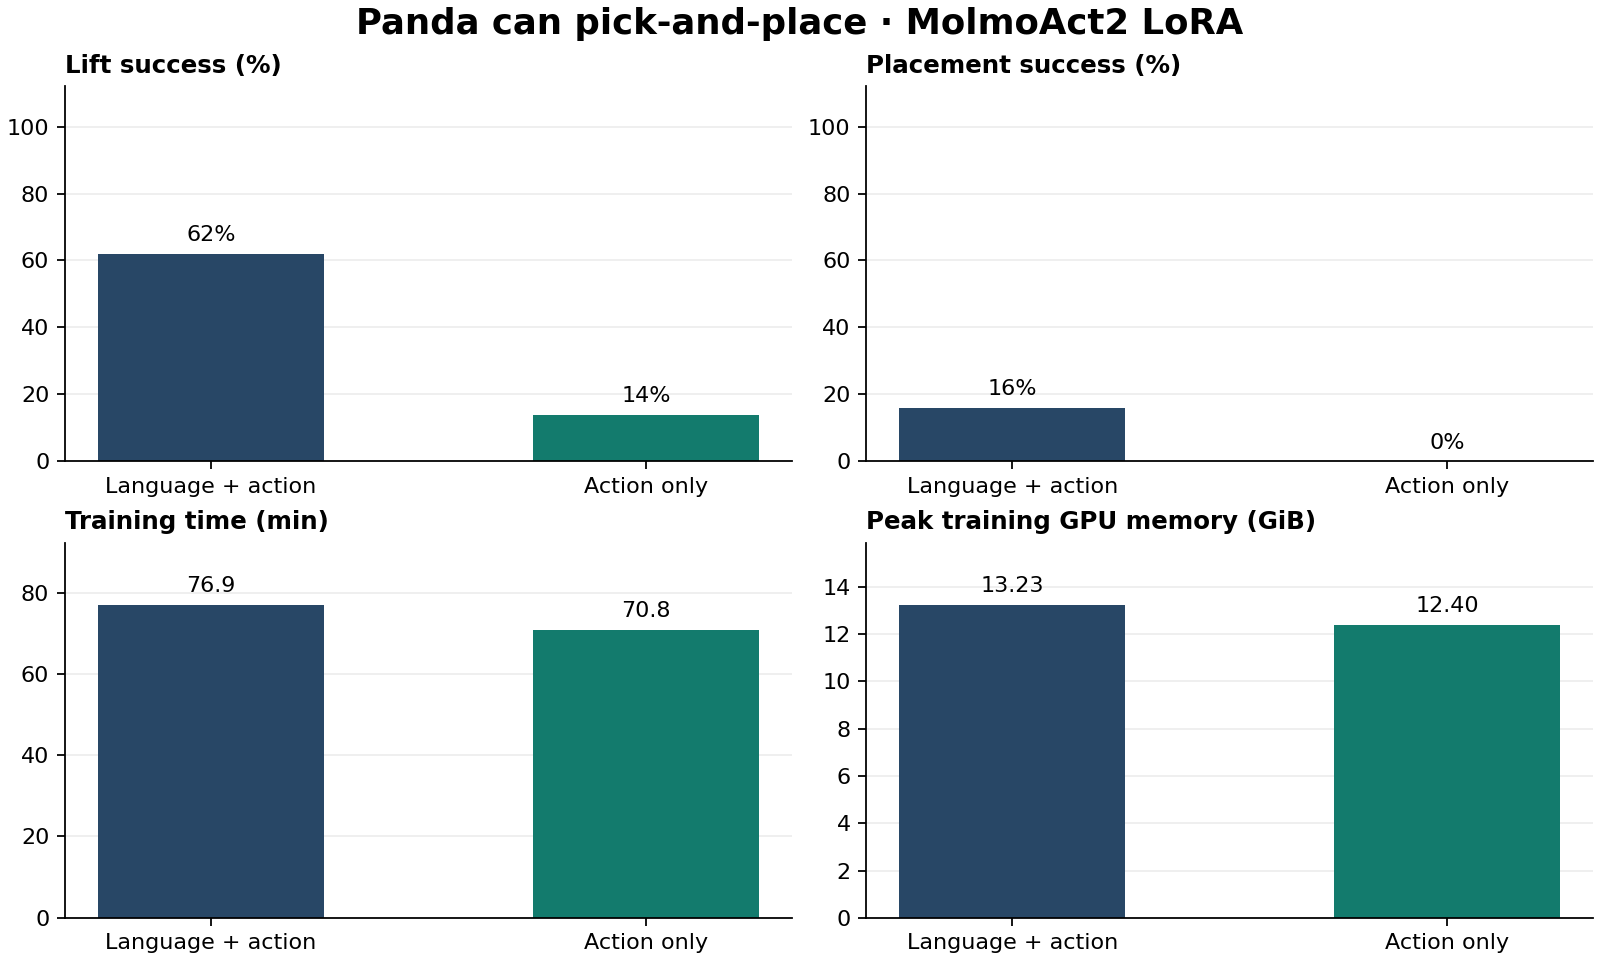 Panda can pick-and-place · MolmoAct2 LoRA
Lift success (%)
100
80
60
40
20
0
62%
14%
Language + action
Action only
Placement success (%)
100
80
60
40
20
0
16%
0%
Language + action
Action only
Training time (min)
80
60
40
20
0
76.9
70.8
Language + action
Action only
Peak training GPU memory (GiB)
14
12
10
8
6
4
2
0
13.23
12.40
Language + action
Action only